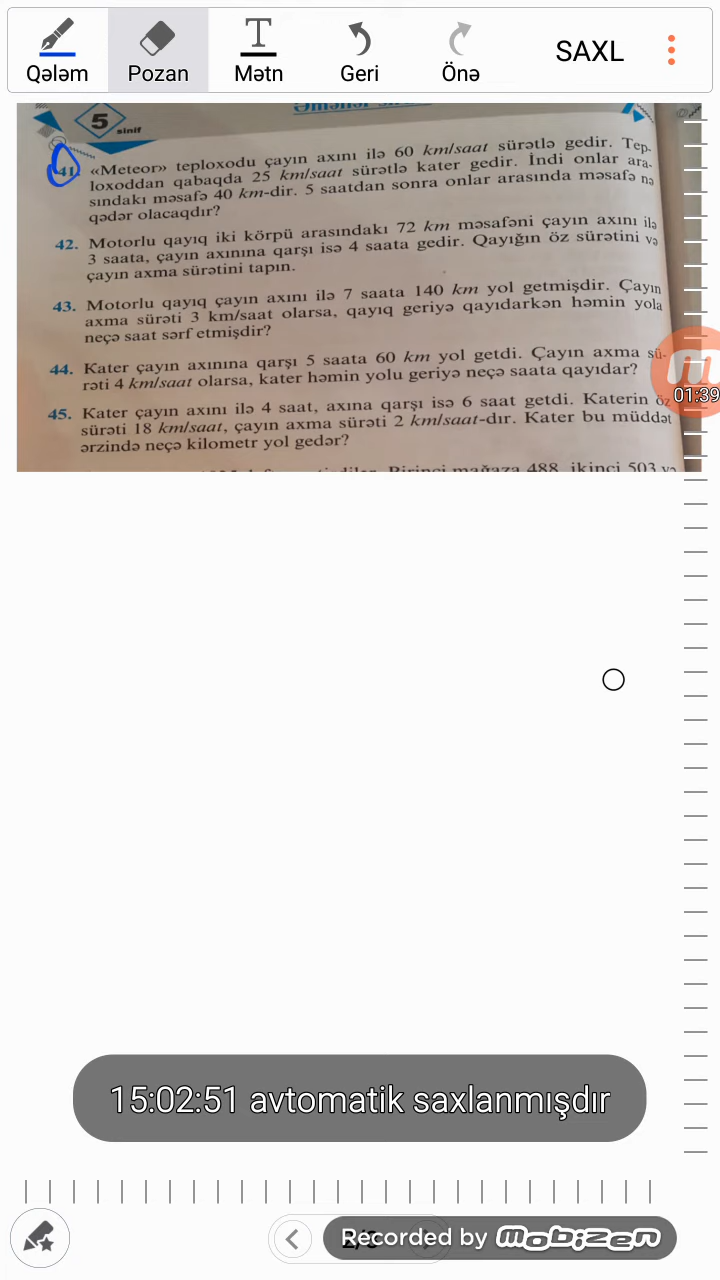 Qələm Pozan Mətn Geri Önə SAXL
5 sinif
41. «Meteor» teploxodu çayın axını ilə 60 km/saat sürətlə gedir. Tep-
loxoddan qabaqda 25 km/saat sürətlə kater gedir. İndi onlar ara-
sındakı məsafə 40 km-dir. 5 saatdan sonra onlar arasında məsafə nə
qədər olacaqdır?
42. Motorlu qayıq iki körpü arasındakı 72 km məsafəni çayın axını ilə
3 saata, çayın axınına qarşı isə 4 saata gedir. Qayığın öz sürətini və
çayın axma sürətini tapın.
43. Motorlu qayıq çayın axını ilə 7 saata 140 km yol getmişdir. Çayın
axma sürəti 3 km/saat olarsa, qayıq geriyə qayıdarkən həmin yola
neçə saat sərf etmişdir?
44. Kater çayın axınına qarşı 5 saata 60 km yol getdi. Çayın axma sü-
rəti 4 km/saat olarsa, kater həmin yolu geriyə neçə saata qayıdar?
01:39
45. Kater çayın axını ilə 4 saat, axına qarşı isə 6 saat getdi. Katerin öz
sürəti 18 km/saat, çayın axma sürəti 2 km/saat-dır. Kater bu müddət
ərzində neçə kilometr yol gedər?
Birinci mağaza 488, ikinci 503 və
15:02:51 avtomatik saxlanmışdır
Recorded by mobizen